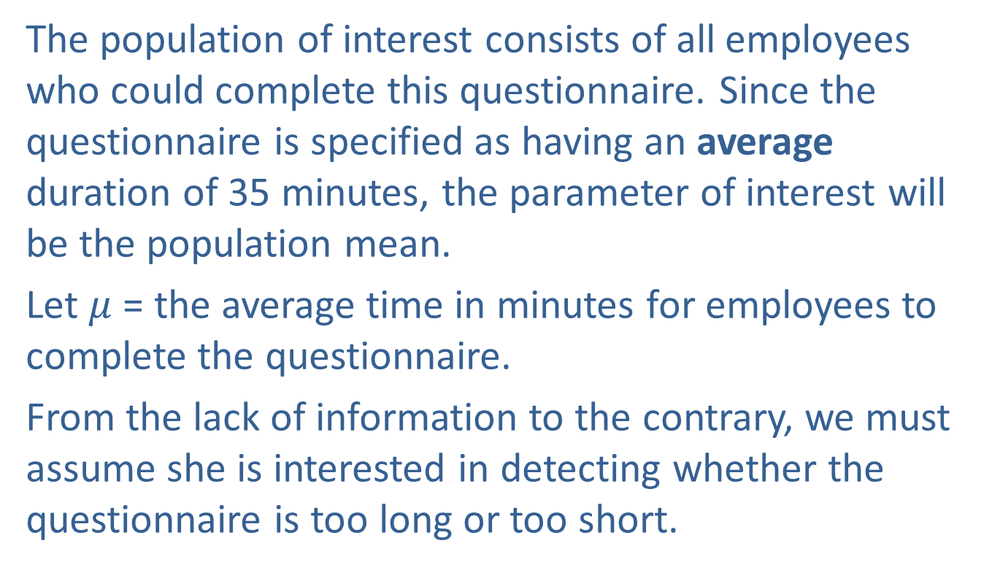 The population of interest consists of all employees
who could complete this questionnaire. Since the
questionnaire is specified as having an average
duration of 35 minutes, the parameter of interest will
be the population mean.
Let 𝜇 = the average time in minutes for employees to
complete the questionnaire.
From the lack of information to the contrary, we must
assume she is interested in detecting whether the
questionnaire is too long or too short.